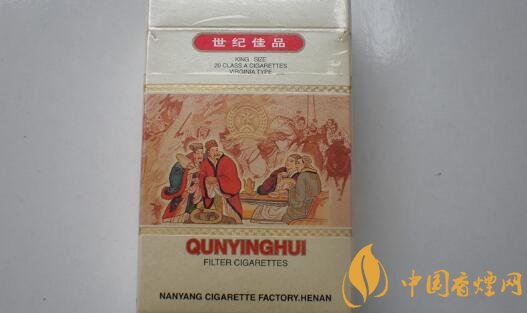 世纪佳品
KING SIZE
20 CLASS A CIGARETTES
VIRGINIA TYPE
QUNYINGHUI
FILTER CIGARETTES
NANYANG CIGARETTE FACTORY.HENAN
中国香烟网